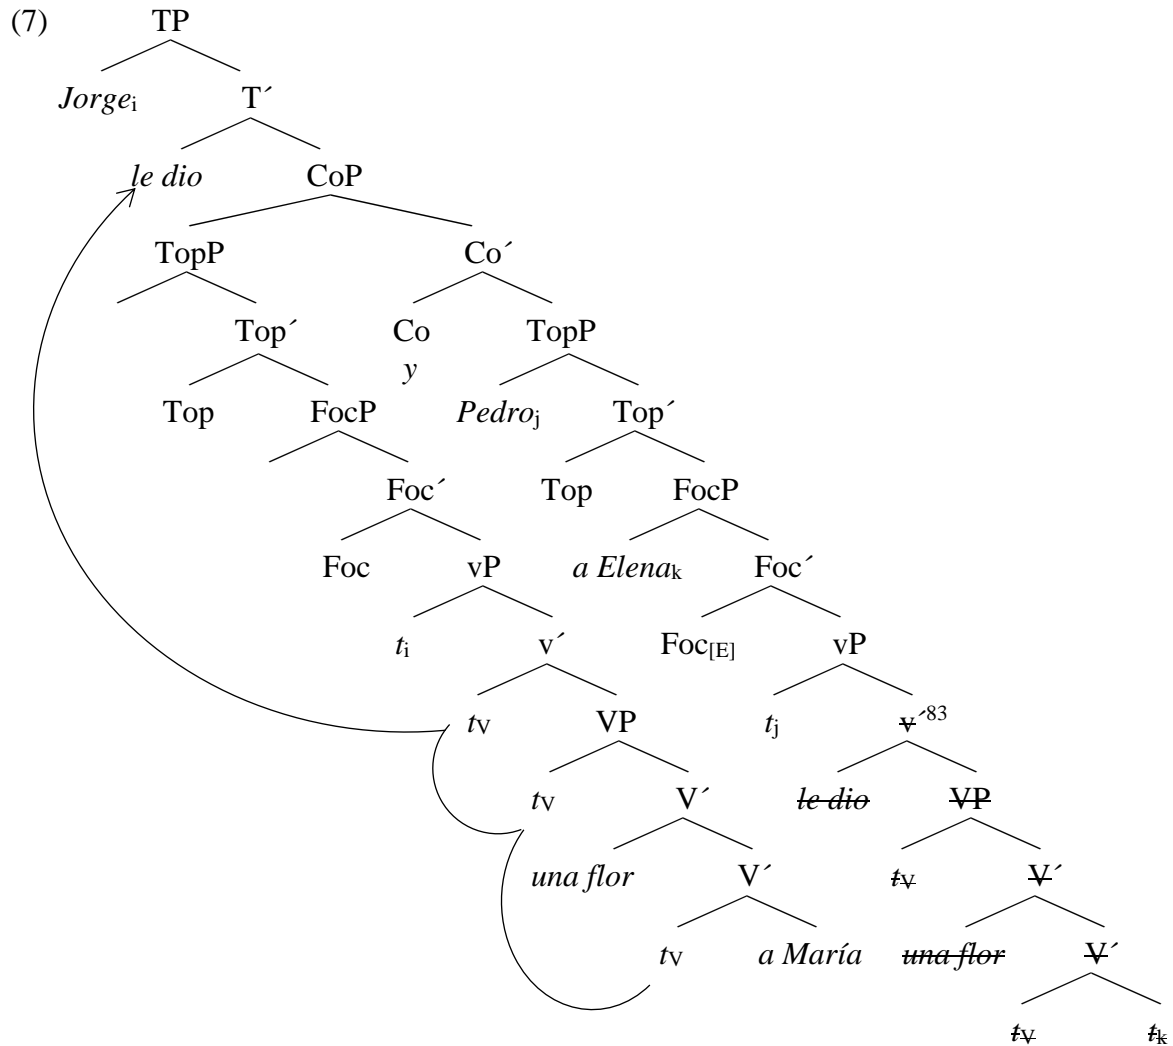 (7) TP
Jorgei T´
le dio CoP
TopP Co´
Top´ Co TopP
y
Top FocP Pedroj Top´
Foc´ Top FocP
Foc vP a Elenak Foc´
ti v´ Foc[E] vP
tV VP tj v´83
tV V´ le dio VP
una flor V´ tV V´
tV a María una flor V´
tV tk